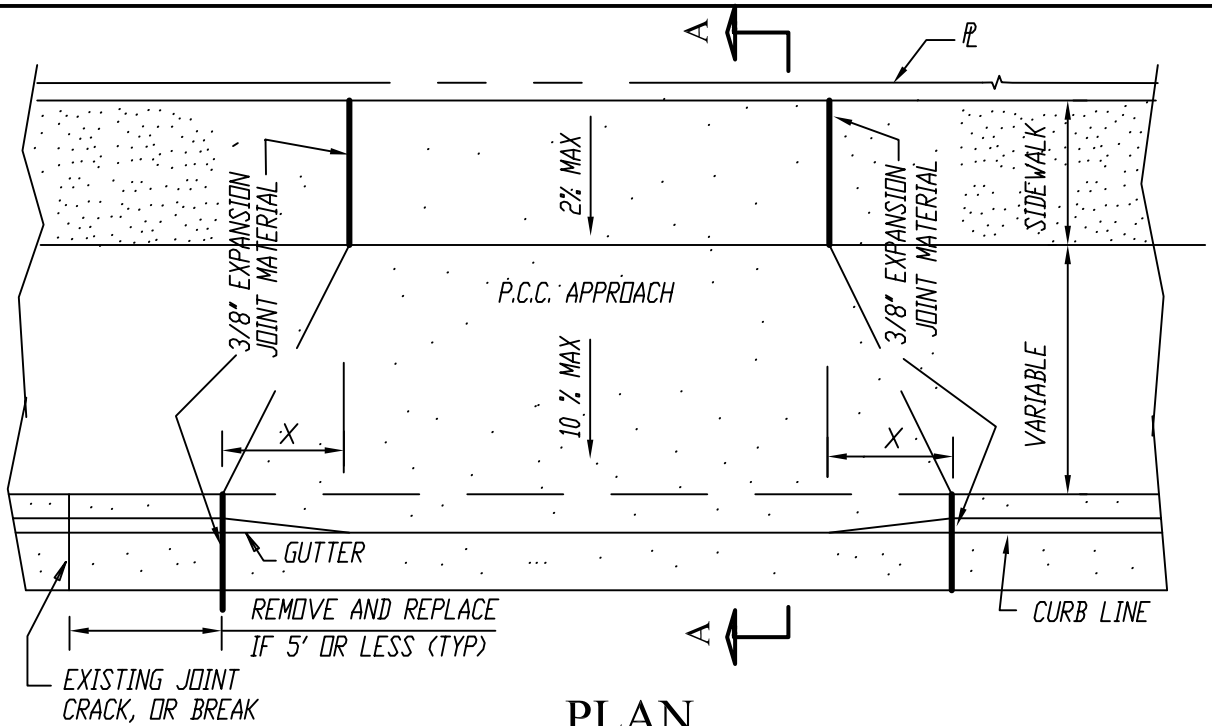 A
PL
3/8" EXPANSION
JOINT MATERIAL
2% MAX
3/8" EXPANSION
JOINT MATERIAL
SIDEWALK
P.C.C. APPROACH
10 % MAX
VARIABLE
X
X
GUTTER
REMOVE AND REPLACE
IF 5' OR LESS (TYP)
A
CURB LINE
EXISTING JOINT
CRACK, OR BREAK
PLAN